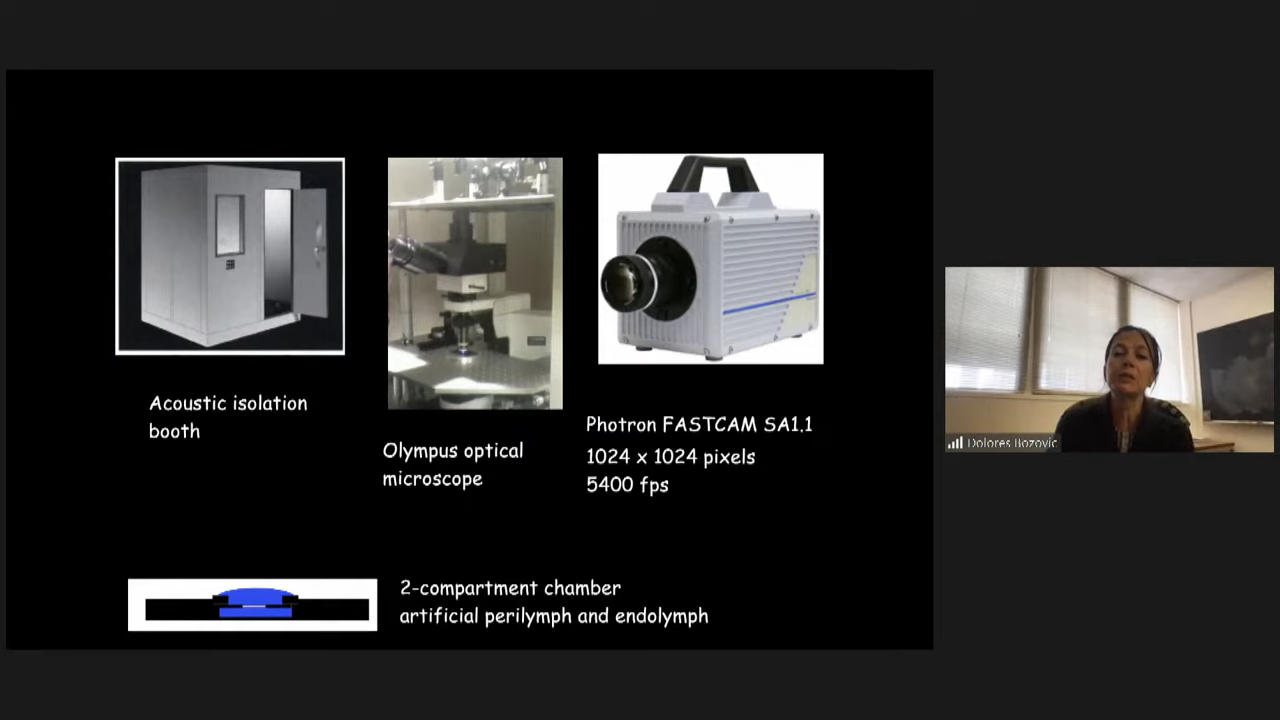 Acoustic isolation
booth
Olympus optical
microscope
Photron FASTCAM SA1.1
1024 x 1024 pixels
5400 fps
2-compartment chamber
artificial perilymph and endolymph
Dolores Bozovic